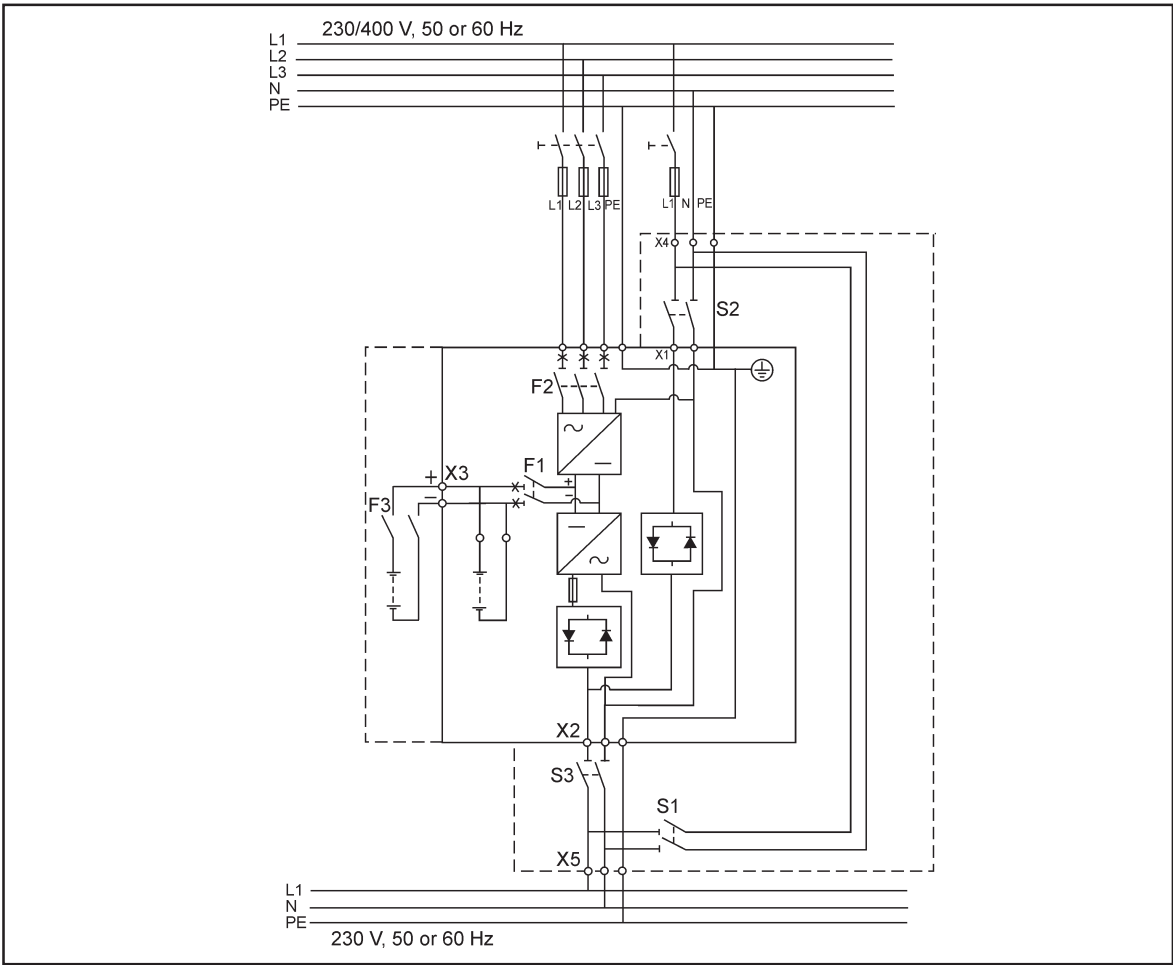 230/400 V, 50 or 60 Hz
L1
L2
L3
N
PE
L1 L2 L3 PE
L1 N PE
X4
S2
X1
F2
X3
F1
+
−
+
−
F3
X2
S3
S1
X5
L1
N
PE
230 V, 50 or 60 Hz